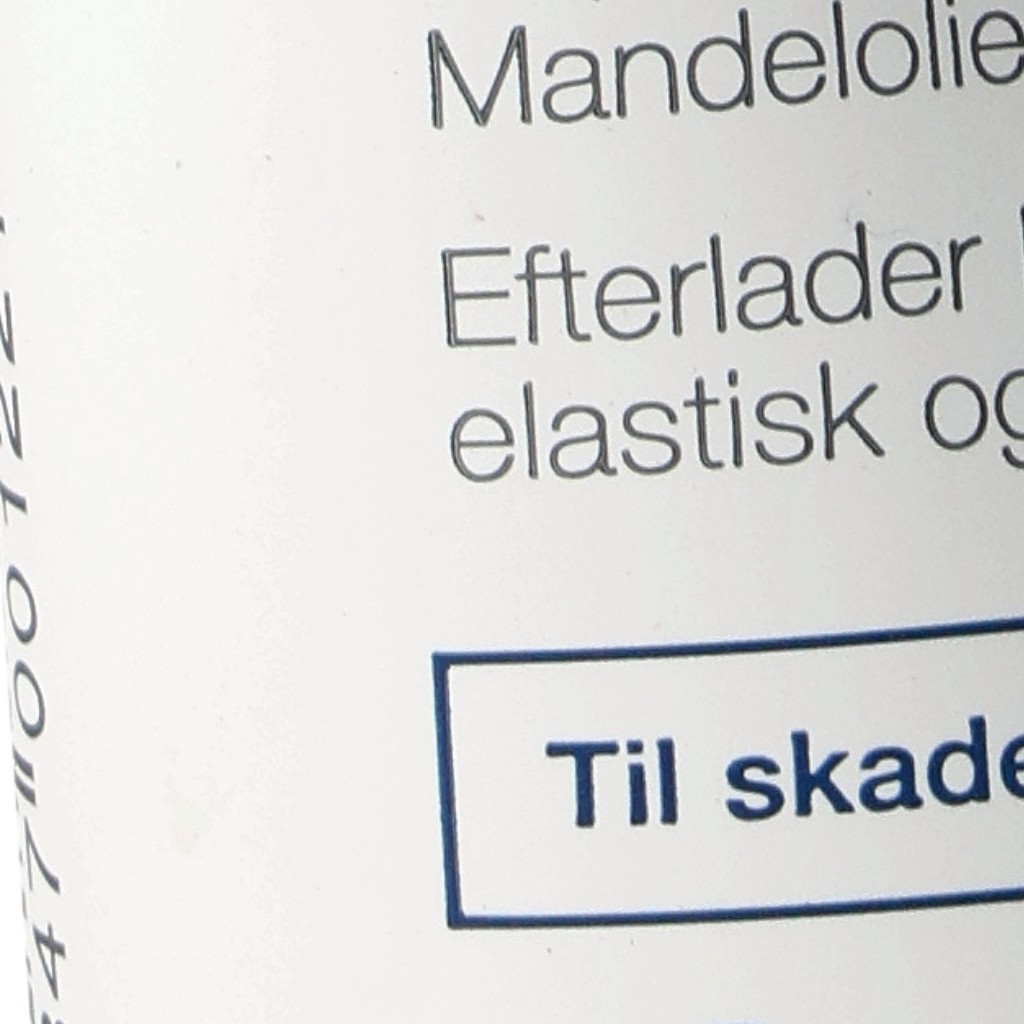 Mandelolie
Efterlader
elastisk og
Til skade